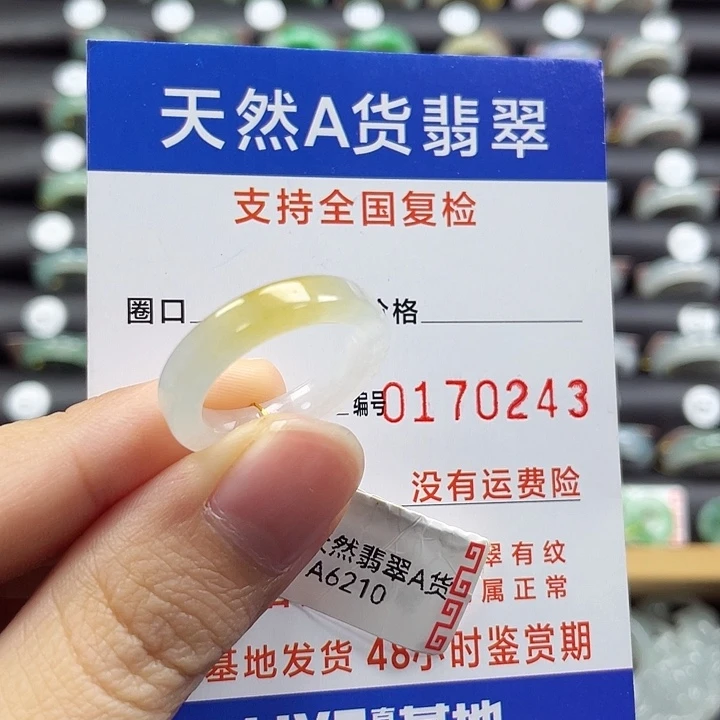 天然A货翡翠
支持全国复检
圈口
格
编号0170243
没有运费险
然翡翠A货
A6210
翠有纹
属正常
基地发货 48小时鉴赏期
基地